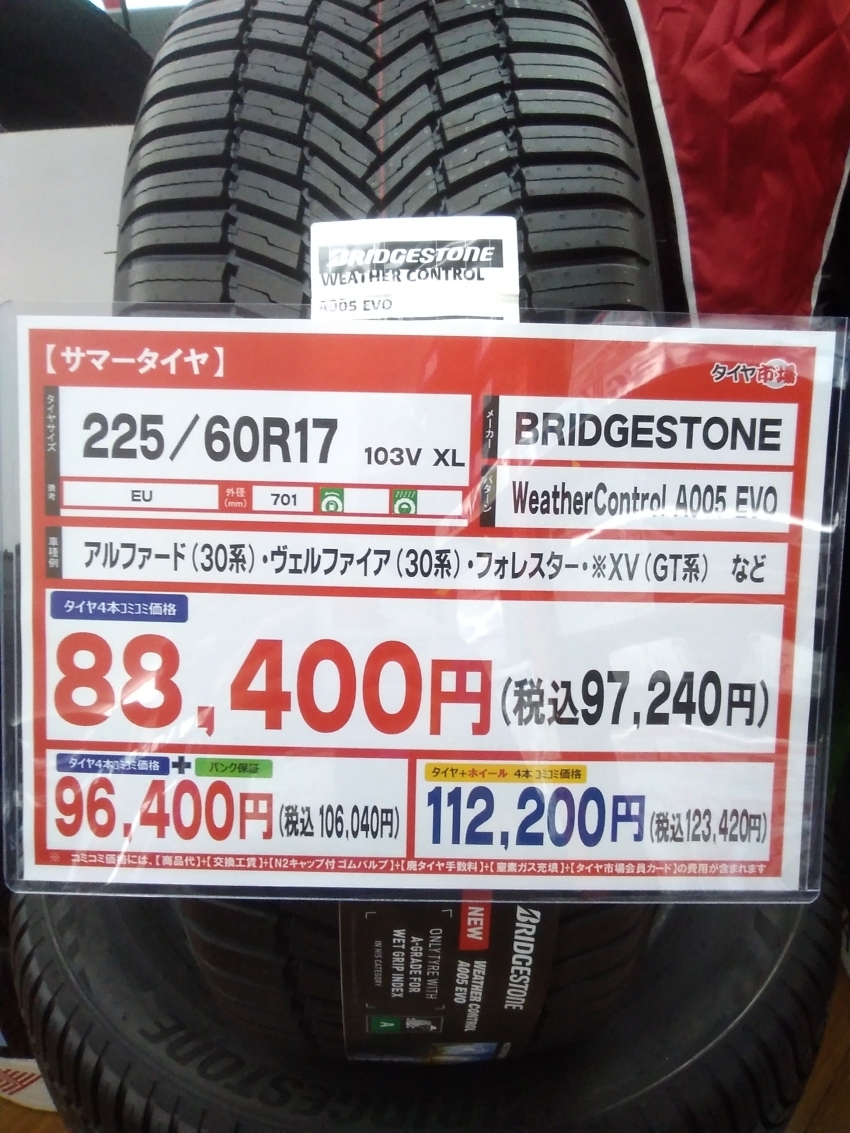 BRIDGESTONE
WEATHER CONTROL
A005 EVO
【サマータイヤ】
タイヤ市場
タイヤサイズ
225／60R17 103V XL
メーカー
BRIDGESTONE
備考
EU
外径(mm)
701
パターン
WeatherControl A005 EVO
車種例
アルファード（30系）・ヴェルファイア（30系）・フォレスター・※XV（GT系） など
タイヤ4本コミコミ価格
88,400円（税込97,240円）
タイヤ4本コミコミ価格＋パンク保証
96,400円（税込 106,040円）
タイヤ+ホイール 4本 コミコミ価格
112,200円（税込123,420円）
※ コミコミ価格には、【商品代】+【交換工賃】+【N2キャップ付ゴムバルブ】+【廃タイヤ手数料】+【窒素ガス充填】+【タイヤ市場会員カード】の費用が含まれます
BRIDGESTONE
NEW
WEATHER CONTROL
A005 EVO
ONLY TYRE WITH
A-GRADE FOR
WET GRIP INDEX
IN HIS CATEGORY
A
BRIDGESTONE
BRIDGESTONE